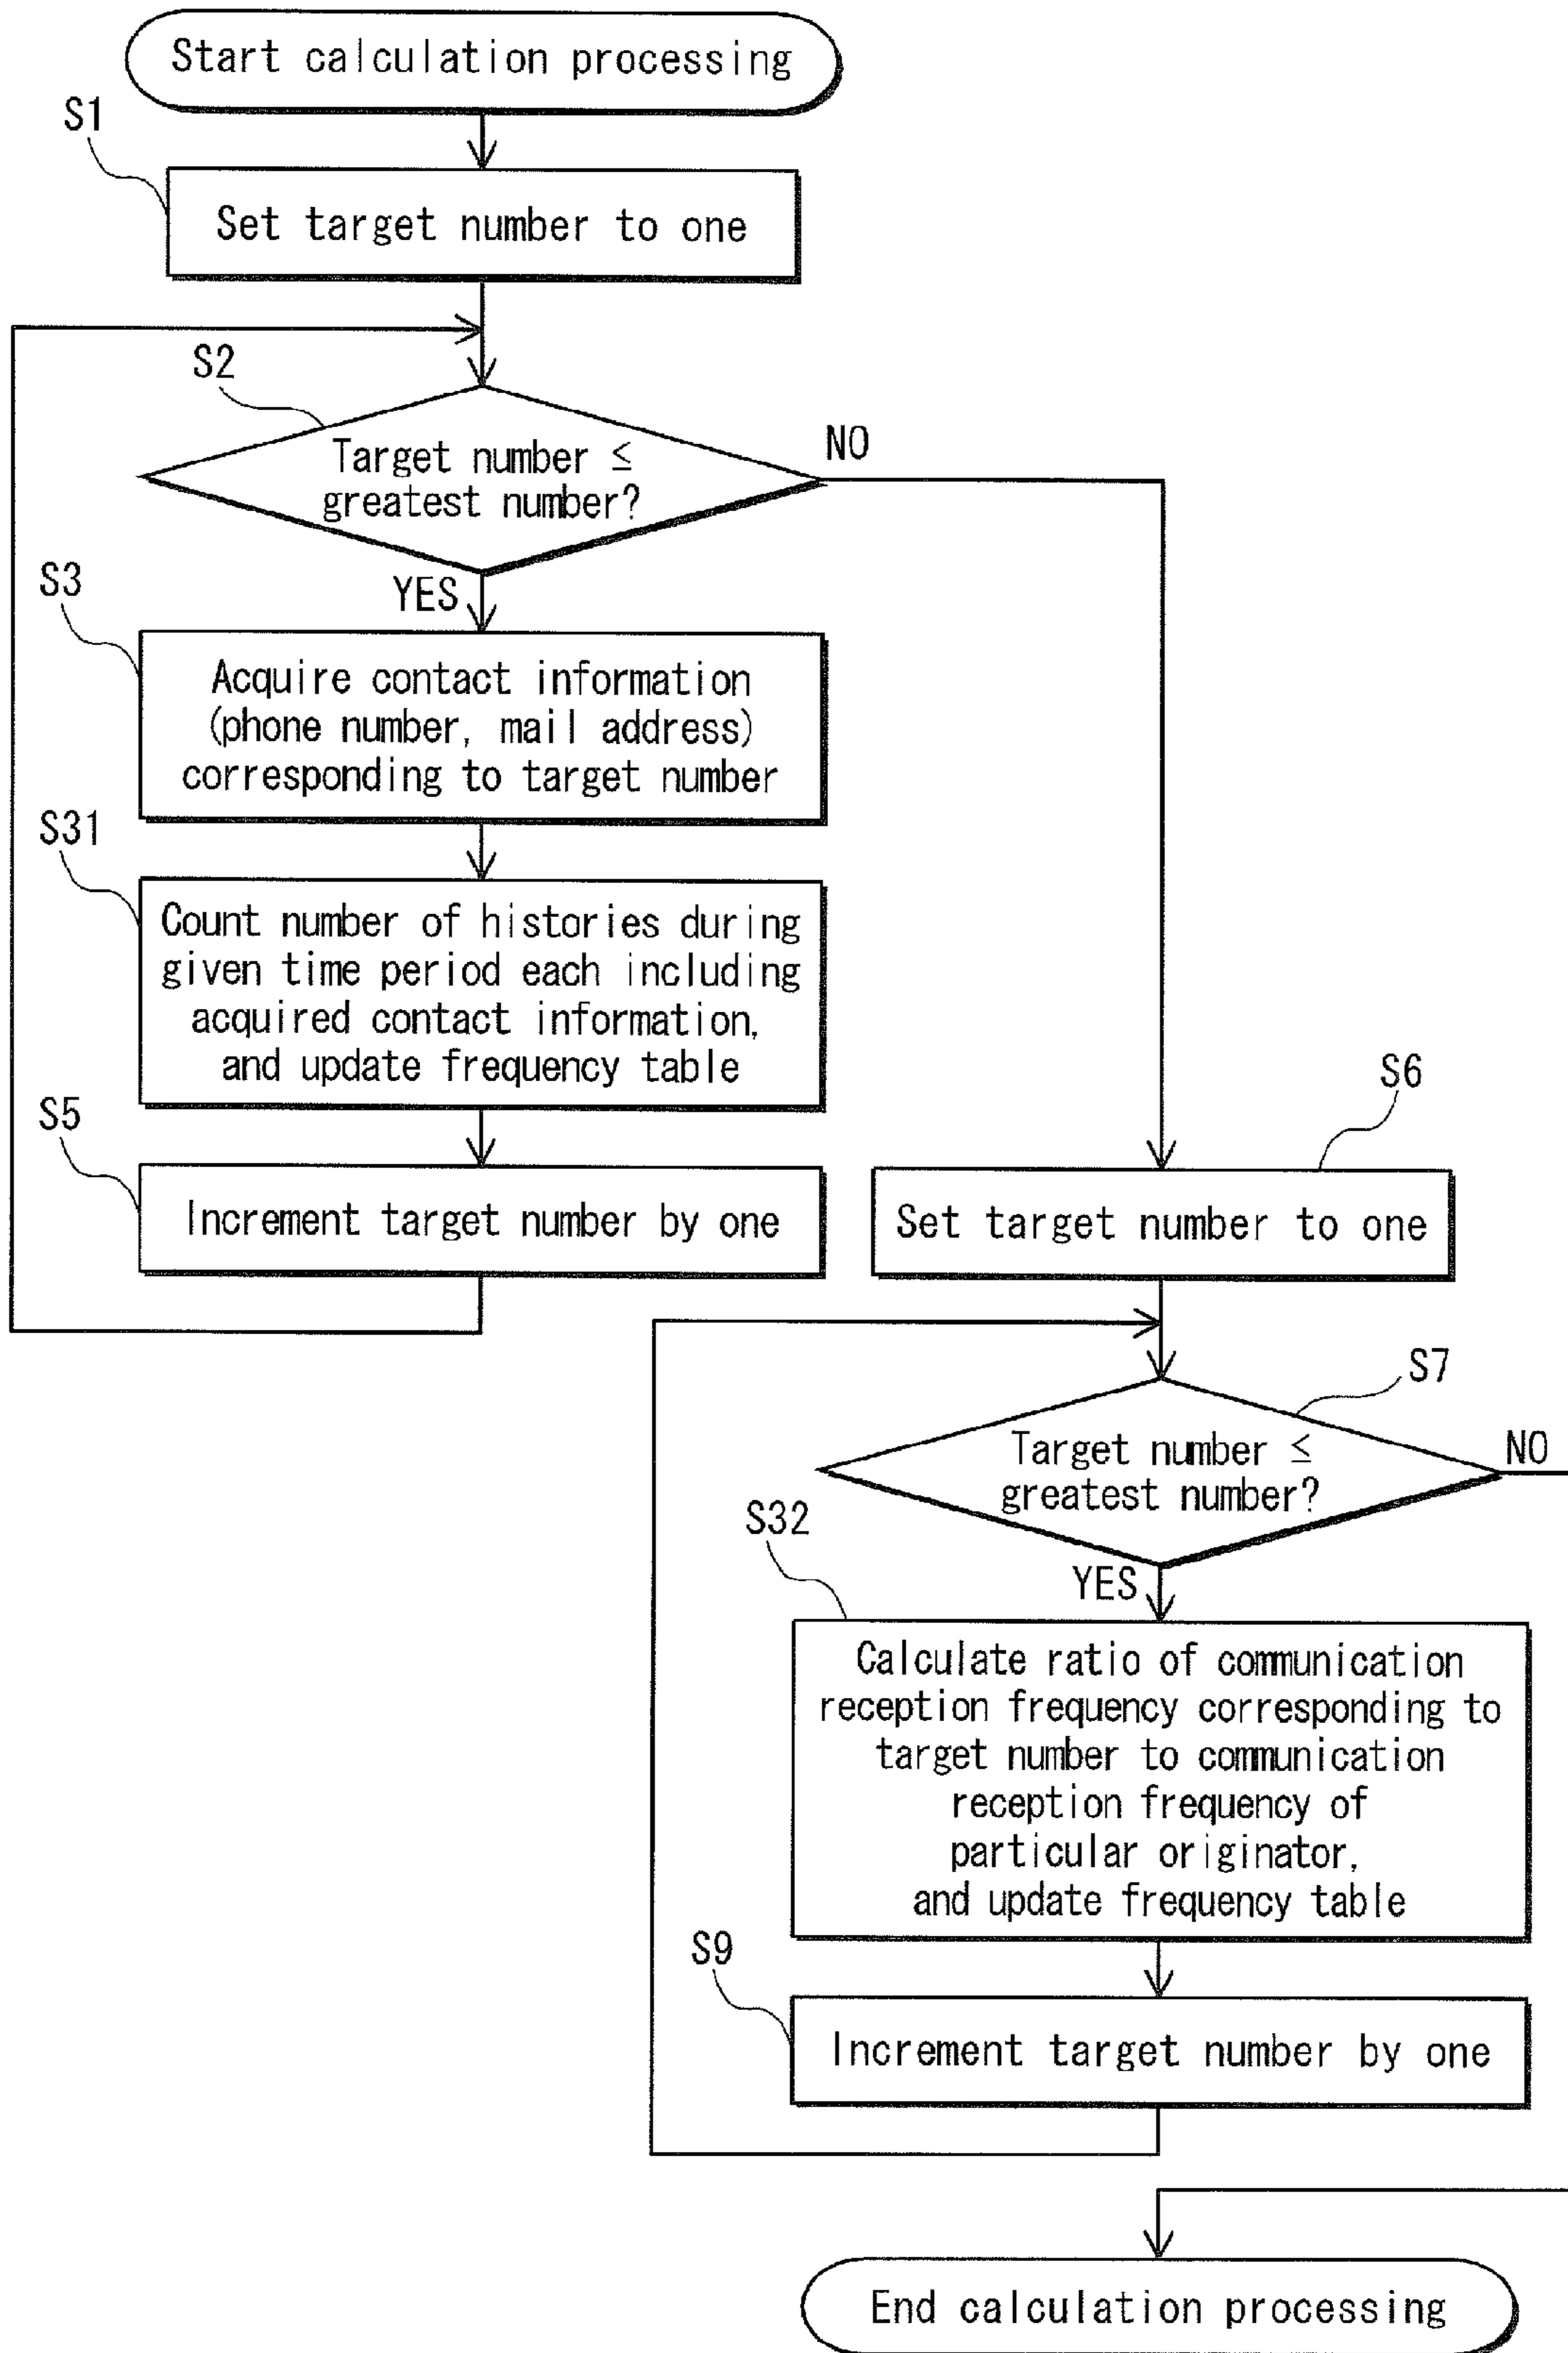 Start calculation processing
S1
Set target number to one
S2
Target number ≤
greatest number?
NO
YES
S3
Acquire contact information
(phone number, mail address)
corresponding to target number
S31
Count number of histories during
given time period each including
acquired contact information,
and update frequency table
S5
Increment target number by one
S6
Set target number to one
S7
Target number ≤
greatest number?
NO
YES
S32
Calculate ratio of communication
reception frequency corresponding to
target number to communication
reception frequency of
particular originator,
and update frequency table
S9
Increment target number by one
End calculation processing